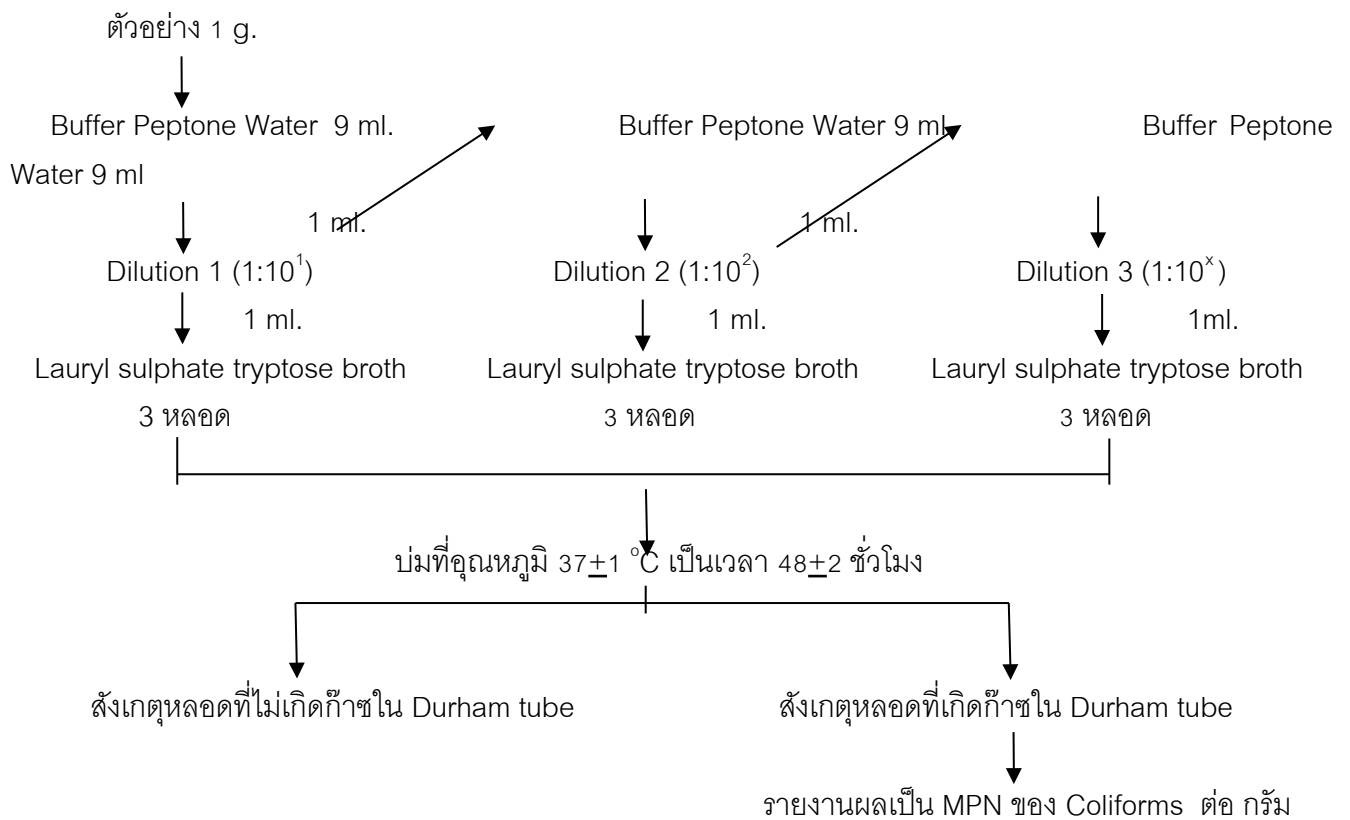 ตัวอย่าง 1 g.
Buffer Peptone Water 9 ml. Buffer Peptone Water 9 ml. Buffer Peptone
Water 9 ml
1 ml. 1 ml.
Dilution 1 (1:10¹) Dilution 2 (1:10²) Dilution 3 (1:10ˣ)
1 ml. 1 ml. 1ml.
Lauryl sulphate tryptose broth Lauryl sulphate tryptose broth Lauryl sulphate tryptose broth
3 หลอด 3 หลอด 3 หลอด
บ่มที่อุณหภูมิ 37±1 °C เป็นเวลา 48±2 ชั่วโมง
สังเกตุหลอดที่ไม่เกิดก๊าซใน Durham tube สังเกตุหลอดที่เกิดก๊าซใน Durham tube
รายงานผลเป็น MPN ของ Coliforms ต่อ กรัม